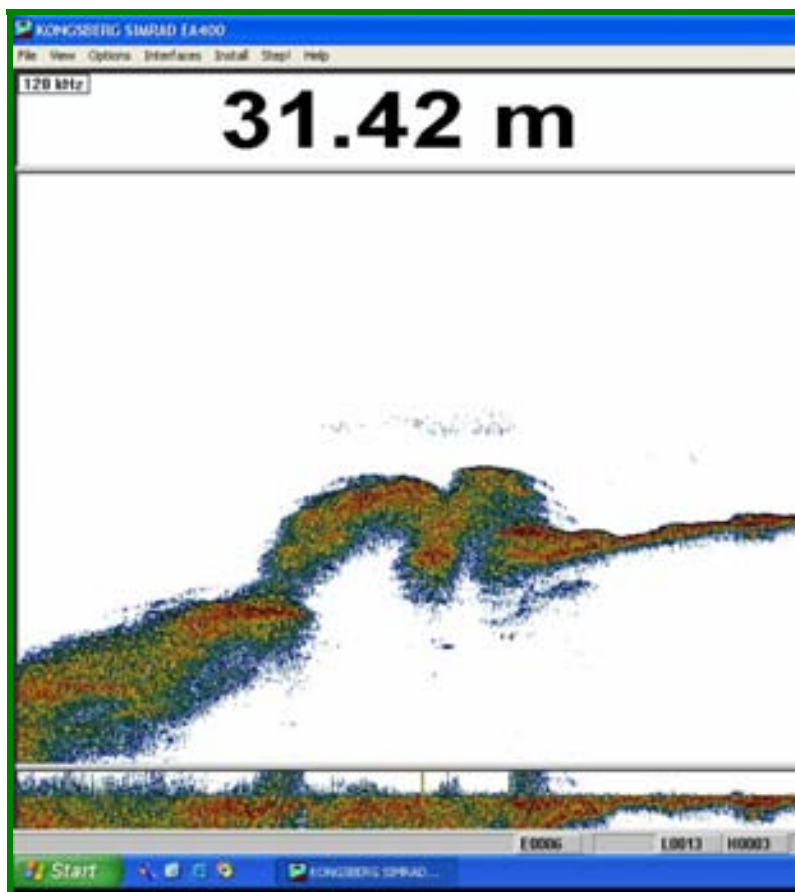 KONGSBERG SIMRAD EA400
File View Options Interfaces Install Step! Help
120 kHz
31.42 m
E0006 L0013 H0003
Start KONGSBERG SIMRAD...